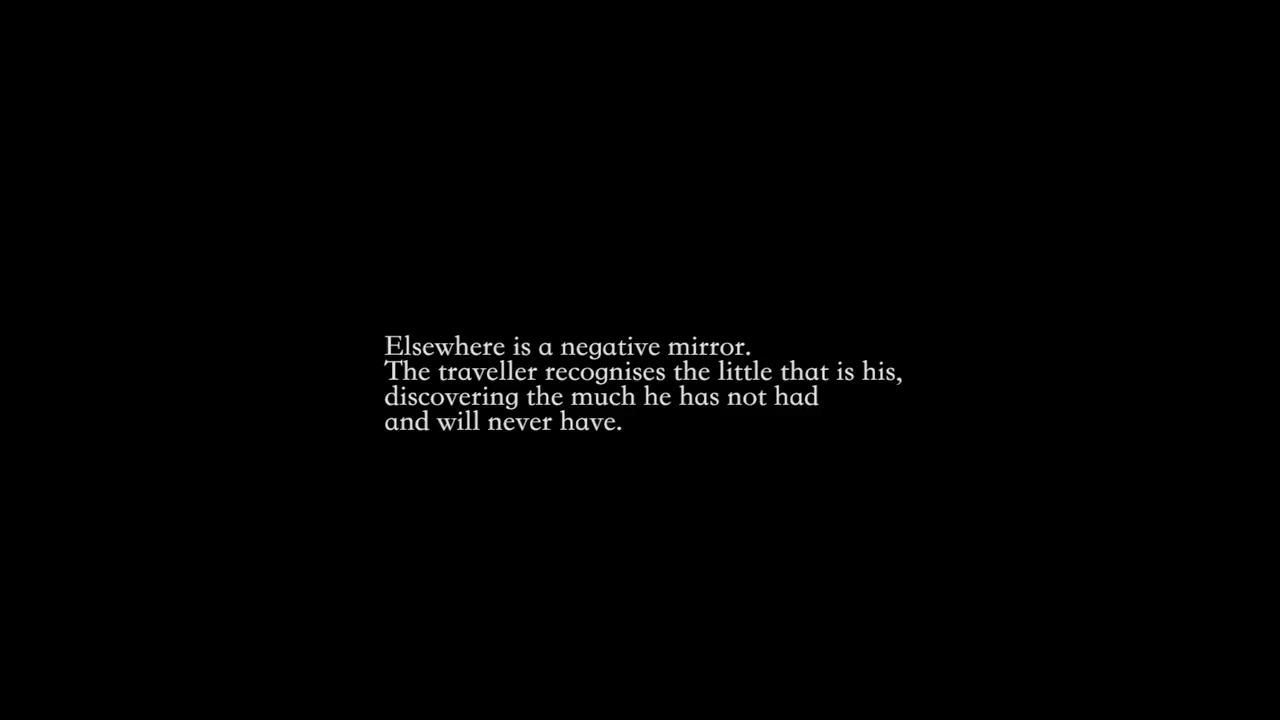 Elsewhere is a negative mirror.
The traveller recognises the little that is his,
discovering the much he has not had
and will never have.